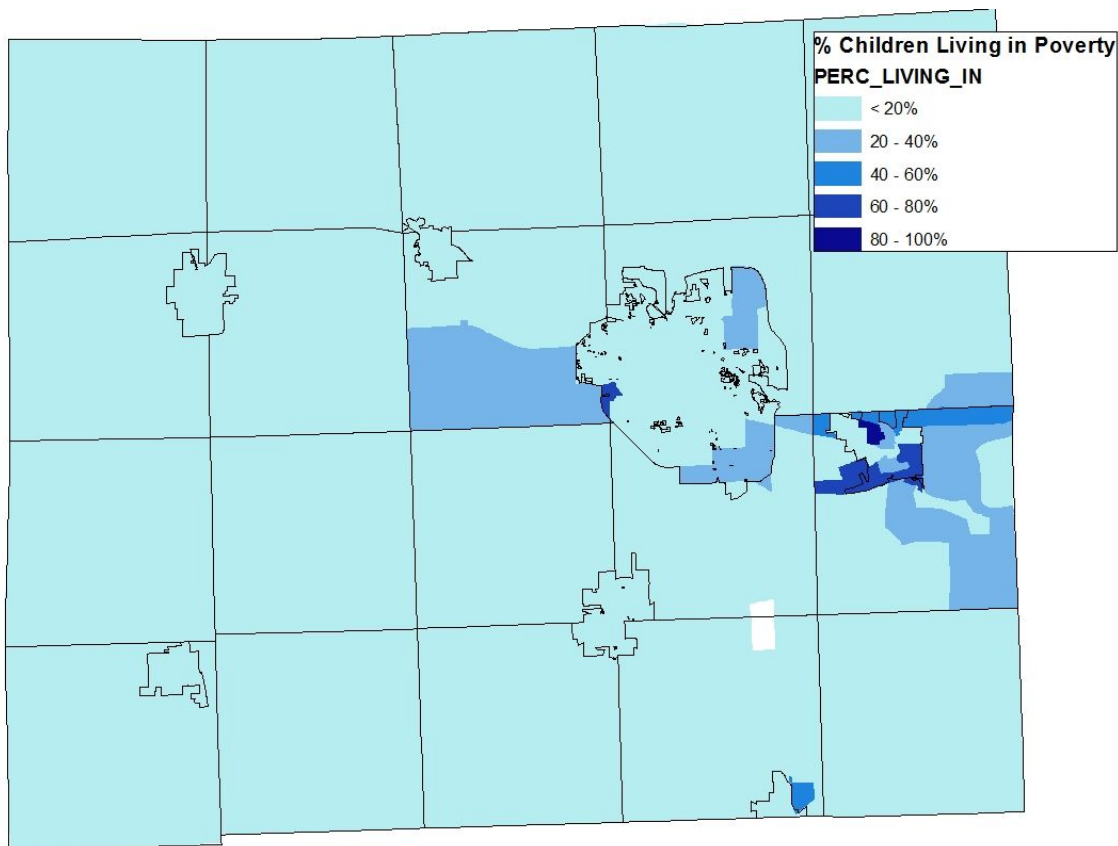 % Children Living in Poverty
PERC_LIVING_IN
< 20%
20 - 40%
40 - 60%
60 - 80%
80 - 100%